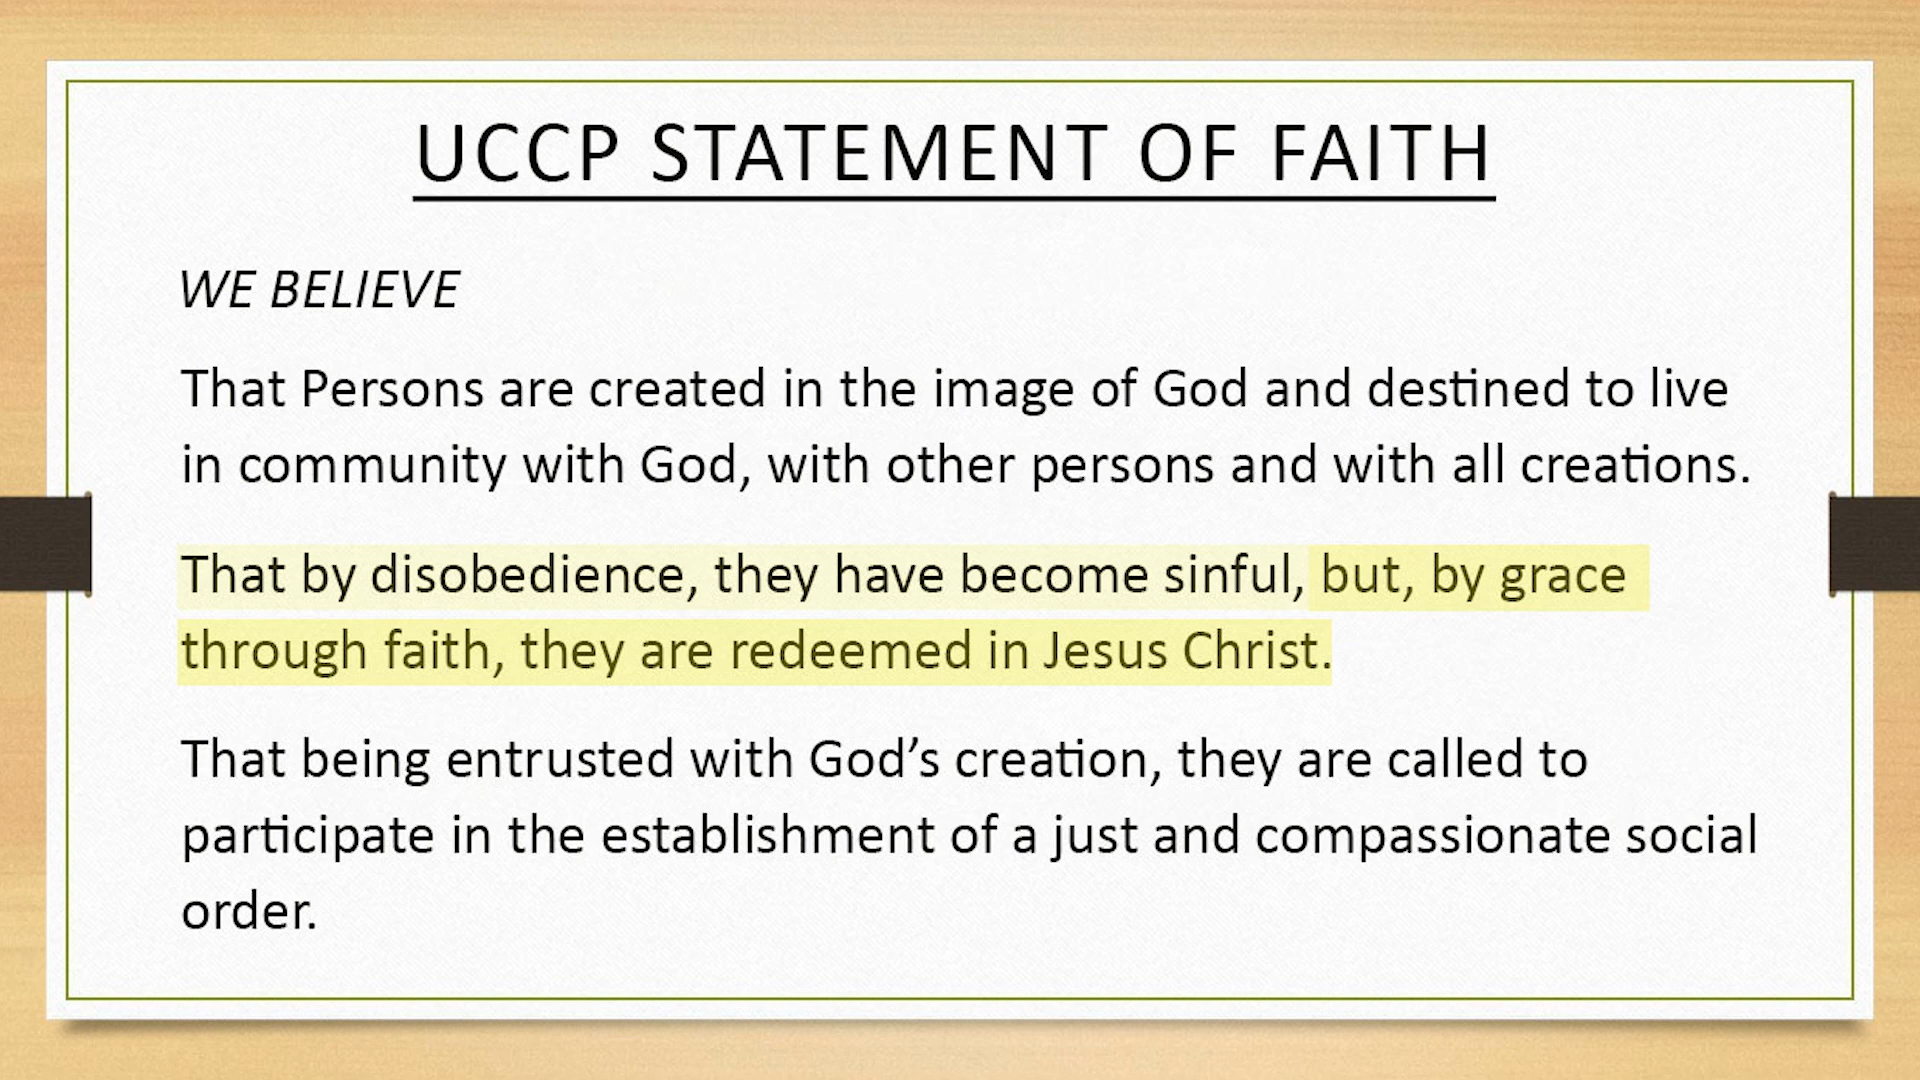 UCCP STATEMENT OF FAITH
WE BELIEVE
That Persons are created in the image of God and destined to live
in community with God, with other persons and with all creations.
That by disobedience, they have become sinful, but, by grace
through faith, they are redeemed in Jesus Christ.
That being entrusted with God’s creation, they are called to
participate in the establishment of a just and compassionate social
order.